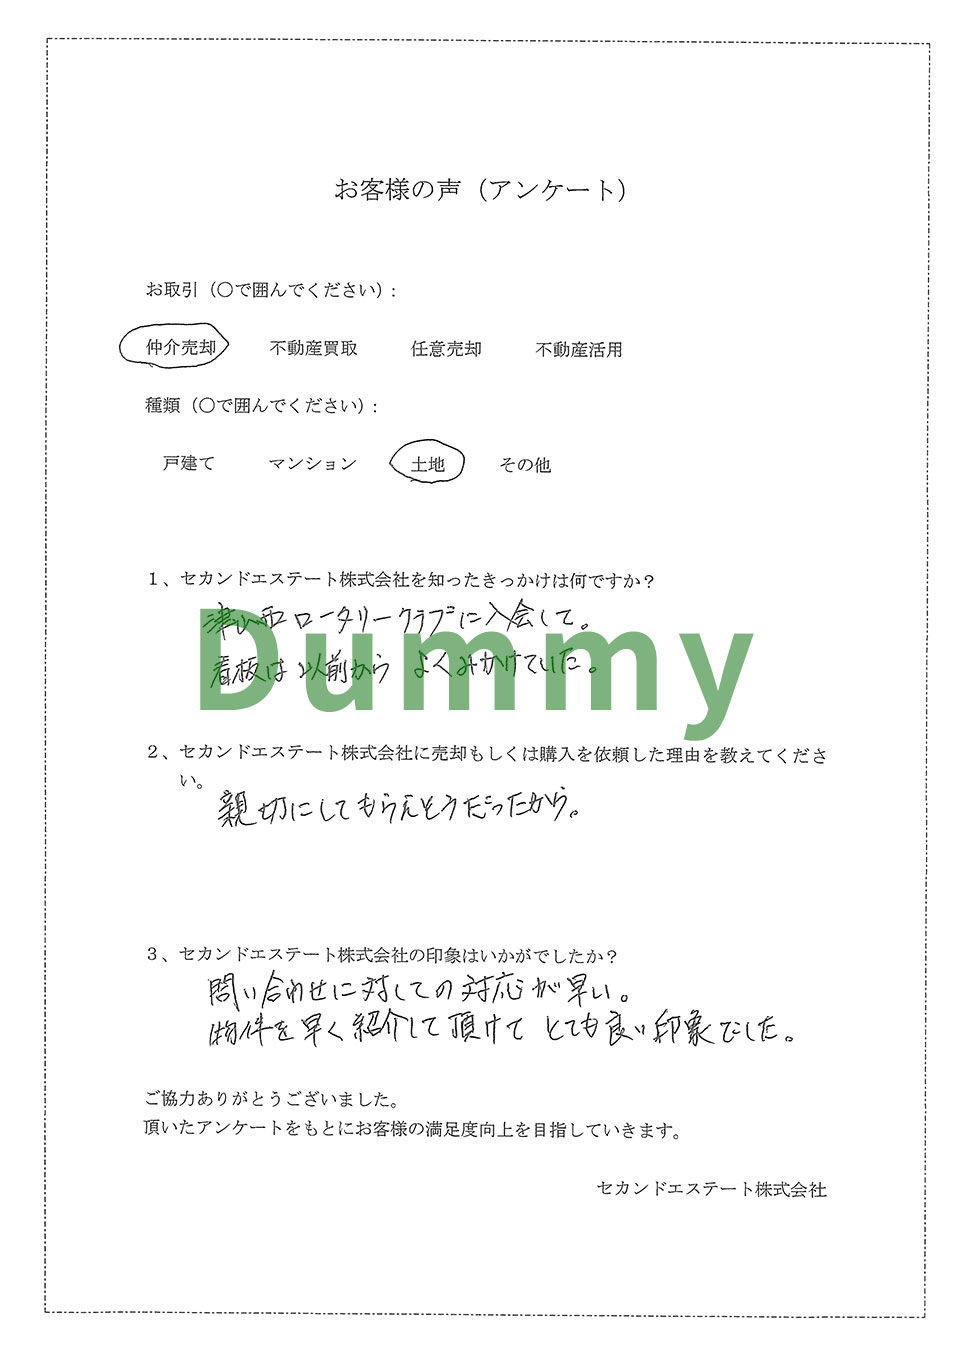 お客様の声（アンケート）
お取引（〇で囲んでください）:
仲介売却 不動産買取 任意売却 不動産活用
種類（〇で囲んでください）:
戸建て マンション 土地 その他
１、セカンドエステート株式会社を知ったきっかけは何ですか？
ロータリークラブに入会して。
看板は以前から よくみかけていた。
Dummy
２、セカンドエステート株式会社に売却もしくは購入を依頼した理由を教えてくださ
い。
親切にしてもらえそうだったから。
３、セカンドエステート株式会社の印象はいかがでしたか？
問い合わせに対しての対応が早い。
物件を早く紹介して頂けて とても良い印象でした。
ご協力ありがとうございました。
頂いたアンケートをもとにお客様の満足度向上を目指していきます。
セカンドエステート株式会社